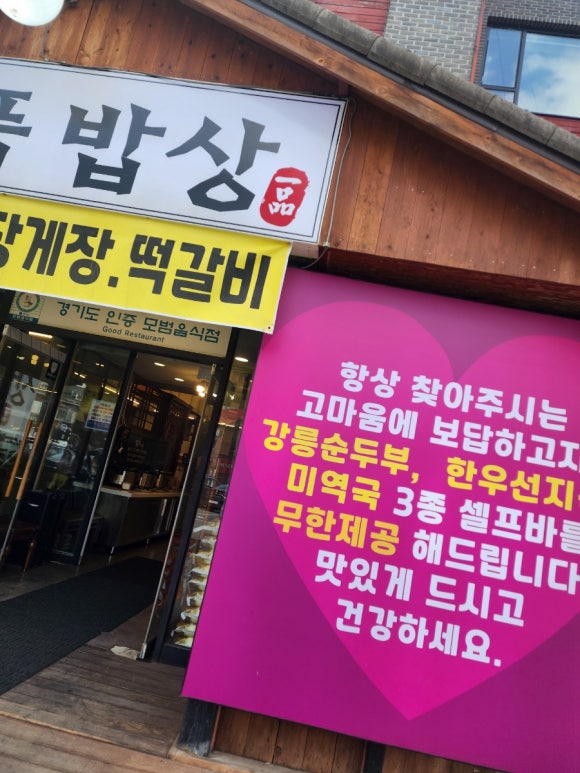 밥상
一品
게장.떡갈비
경기도 인증 모범음식점
Good Restaurant
항상 찾아주시는
고마움에 보답하고자
강릉순두부, 한우선지
미역국 3종 셀프바를
무한제공 해드립니다
맛있게 드시고
건강하세요.